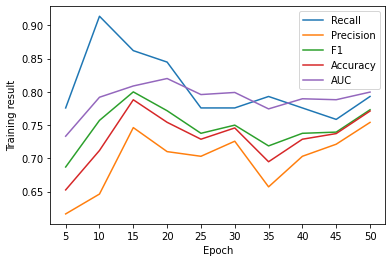 Recall
Precision
F1
Accuracy
AUC
0.90
0.85
0.80
0.75
0.70
0.65
Training result
5 10 15 20 25 30 35 40 45 50
Epoch